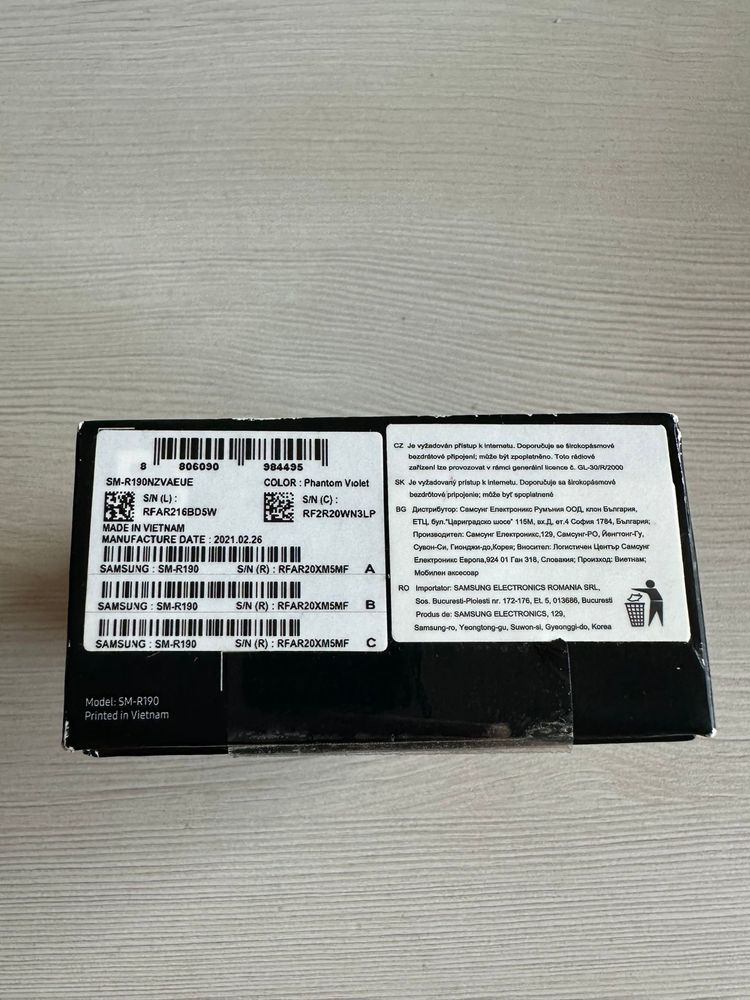 8 806090 984495
SM-R190NZVAEUE COLOR : Phantom Violet
S/N (L) :
RFAR216BD5W
S/N (C) :
RF2R20WN3LP
MADE IN VIETNAM
MANUFACTURE DATE : 2021.02.26
SAMSUNG : SM-R190 S/N (R) : RFAR20XM5MF A
SAMSUNG : SM-R190 S/N (R) : RFAR20XM5MF B
SAMSUNG : SM-R190 S/N (R) : RFAR20XM5MF C
Model: SM-R190
Printed in Vietnam
CZ Je vyžadován přístup k internetu. Doporučuje se širokopásmové
bezdrátové připojení; může být zpoplatněno. Toto rádiové
zařízení lze provozovat v rámci generální licence č. GL-30/R/2000
SK Je vyžadovaný prístup k internetu. Doporučuje sa širokopásmové
bezdrôtové pripojenie; môže byť spoplatnené
BG Дистрибутор: Самсунг Електроникс Румъния ООД, клон България,
ЕТЦ, бул."Цариградско шосе" 115М, вх.Д, ет.4 София 1784, България;
Производител: Самсунг Електроникс,129, Самсунг-РО, Йенгтонг-Гу,
Сувон-Си, Гионджи-до,Корея; Вносител: Логистичен Център Самсунг
Електроникс Европа,924 01 Ган 318, Словакия; Произход: Виетнам;
Мобилен аксесоар
RO Importator: SAMSUNG ELECTRONICS ROMANIA SRL,
Sos. Bucuresti-Ploiesti nr. 172-176, Et. 5, 013686, Bucuresti
Produs de: SAMSUNG ELECTRONICS, 129,
Samsung-ro, Yeongtong-gu, Suwon-si, Gyeonggi-do, Korea